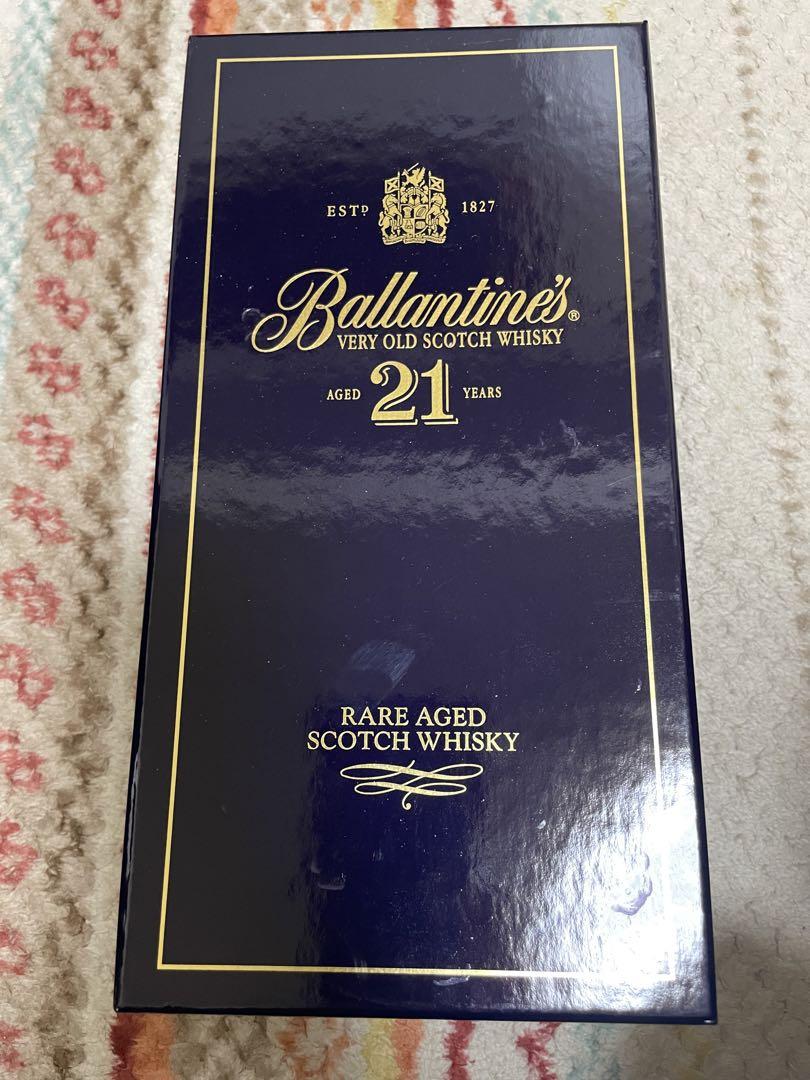 ESTD 1827
Ballantine's®
VERY OLD SCOTCH WHISKY
AGED 21 YEARS
RARE AGED
SCOTCH WHISKY